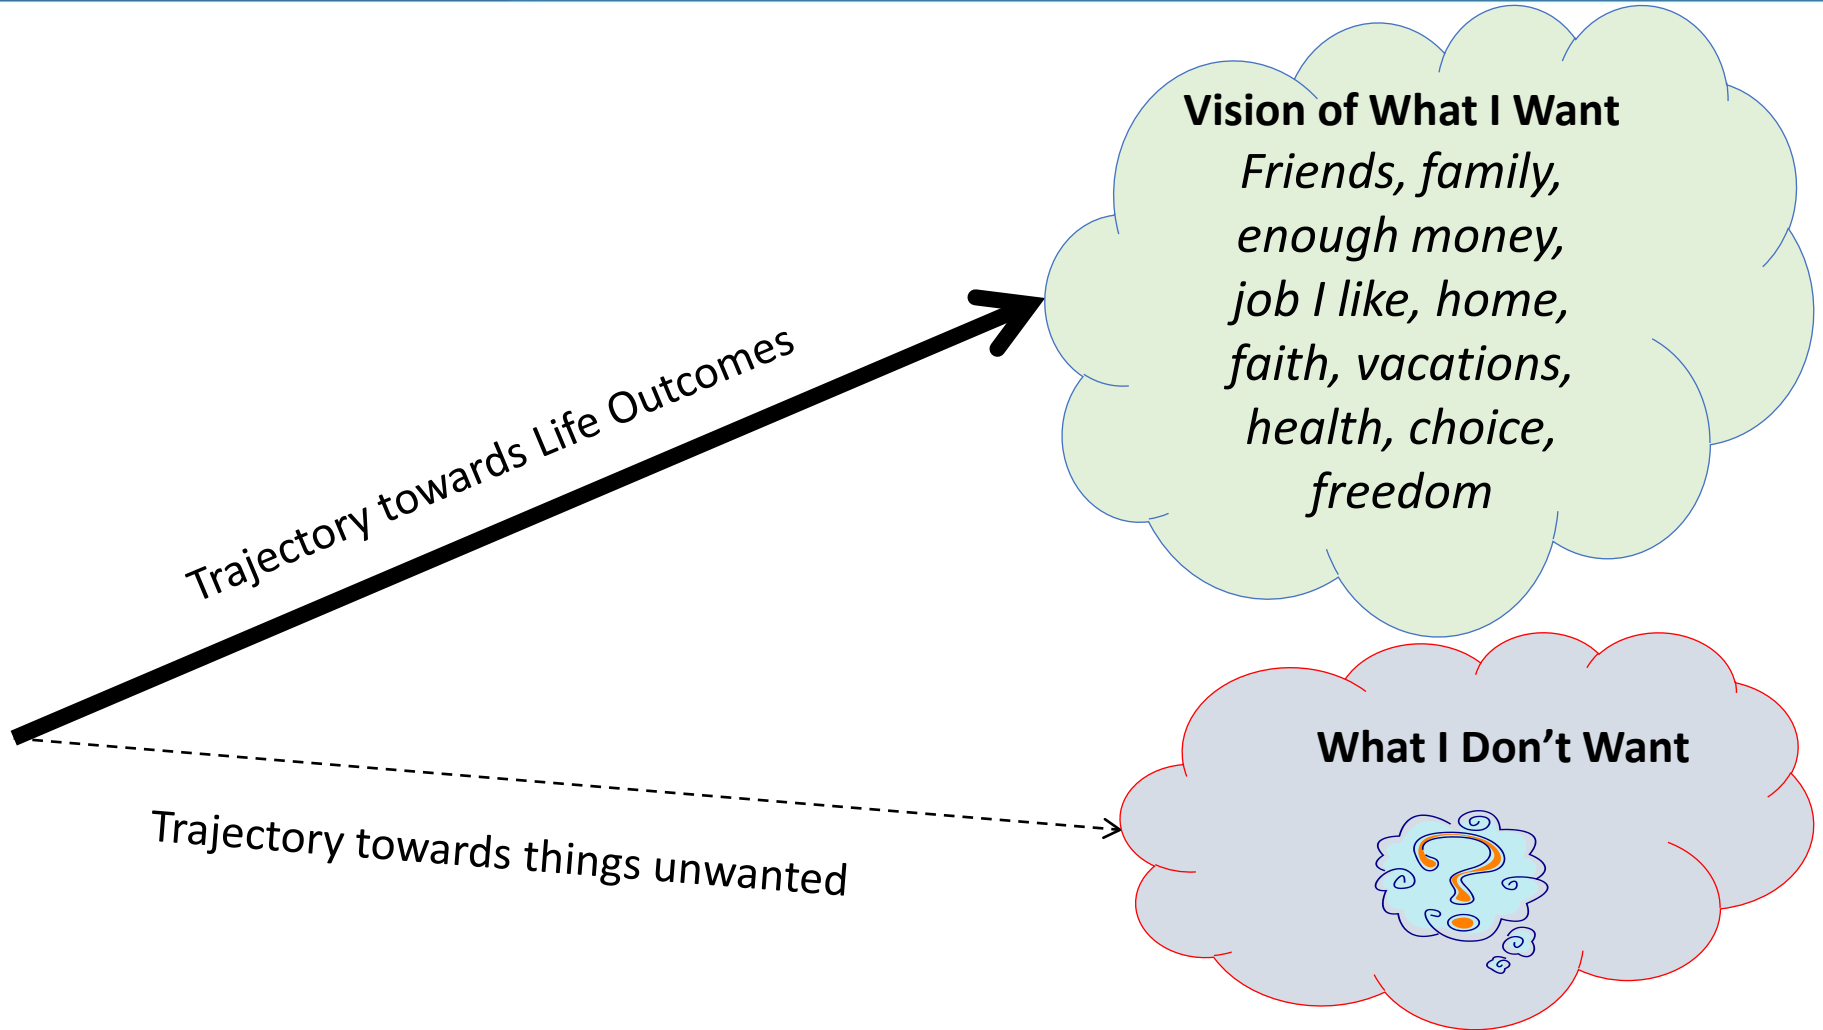 Vision of What I Want
Friends, family,
enough money,
job I like, home,
faith, vacations,
health, choice,
freedom
Trajectory towards Life Outcomes
What I Don’t Want
Trajectory towards things unwanted
?